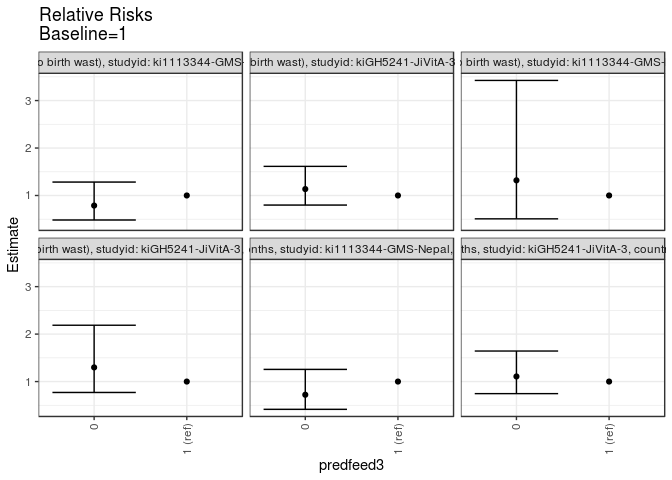 Relative Risks
Baseline=1
o birth wast), studyid: ki1113344-GMS-
birth wast), studyid: kiGH5241-JiVitA-3
birth wast), studyid: ki1113344-GMS-
3
2
1
birth wast), studyid: kiGH5241-JiVitA-3,
nths, studyid: ki1113344-GMS-Nepal,
ths, studyid: kiGH5241-JiVitA-3, count
3
2
1
Estimate
0
1 (ref)
0
1 (ref)
0
1 (ref)
predfeed3